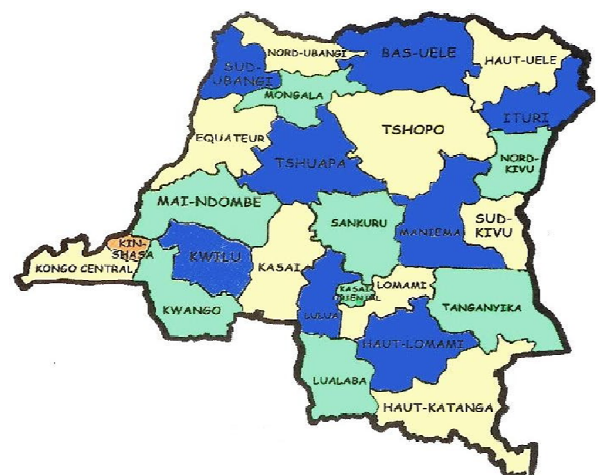 NORD-UBANGI
BAS-UELE
HAUT-UELE
SUD-
UBANGI
MONGALA
ITURI
EQUATEUR
TSHOPO
TSHUAPA
NORD-
KIVU
MAI-NDOMBE
SANKURU
MANIEMA
SUD-
KIVU
KIN-
SHASA
KONGO CENTRAL
KWILU
KASAI
LOMAMI
KASAI
ORIENTAL
TANGANYIKA
KWANGO
LULUA
HAUT-LOMAMI
LUALABA
HAUT-KATANGA